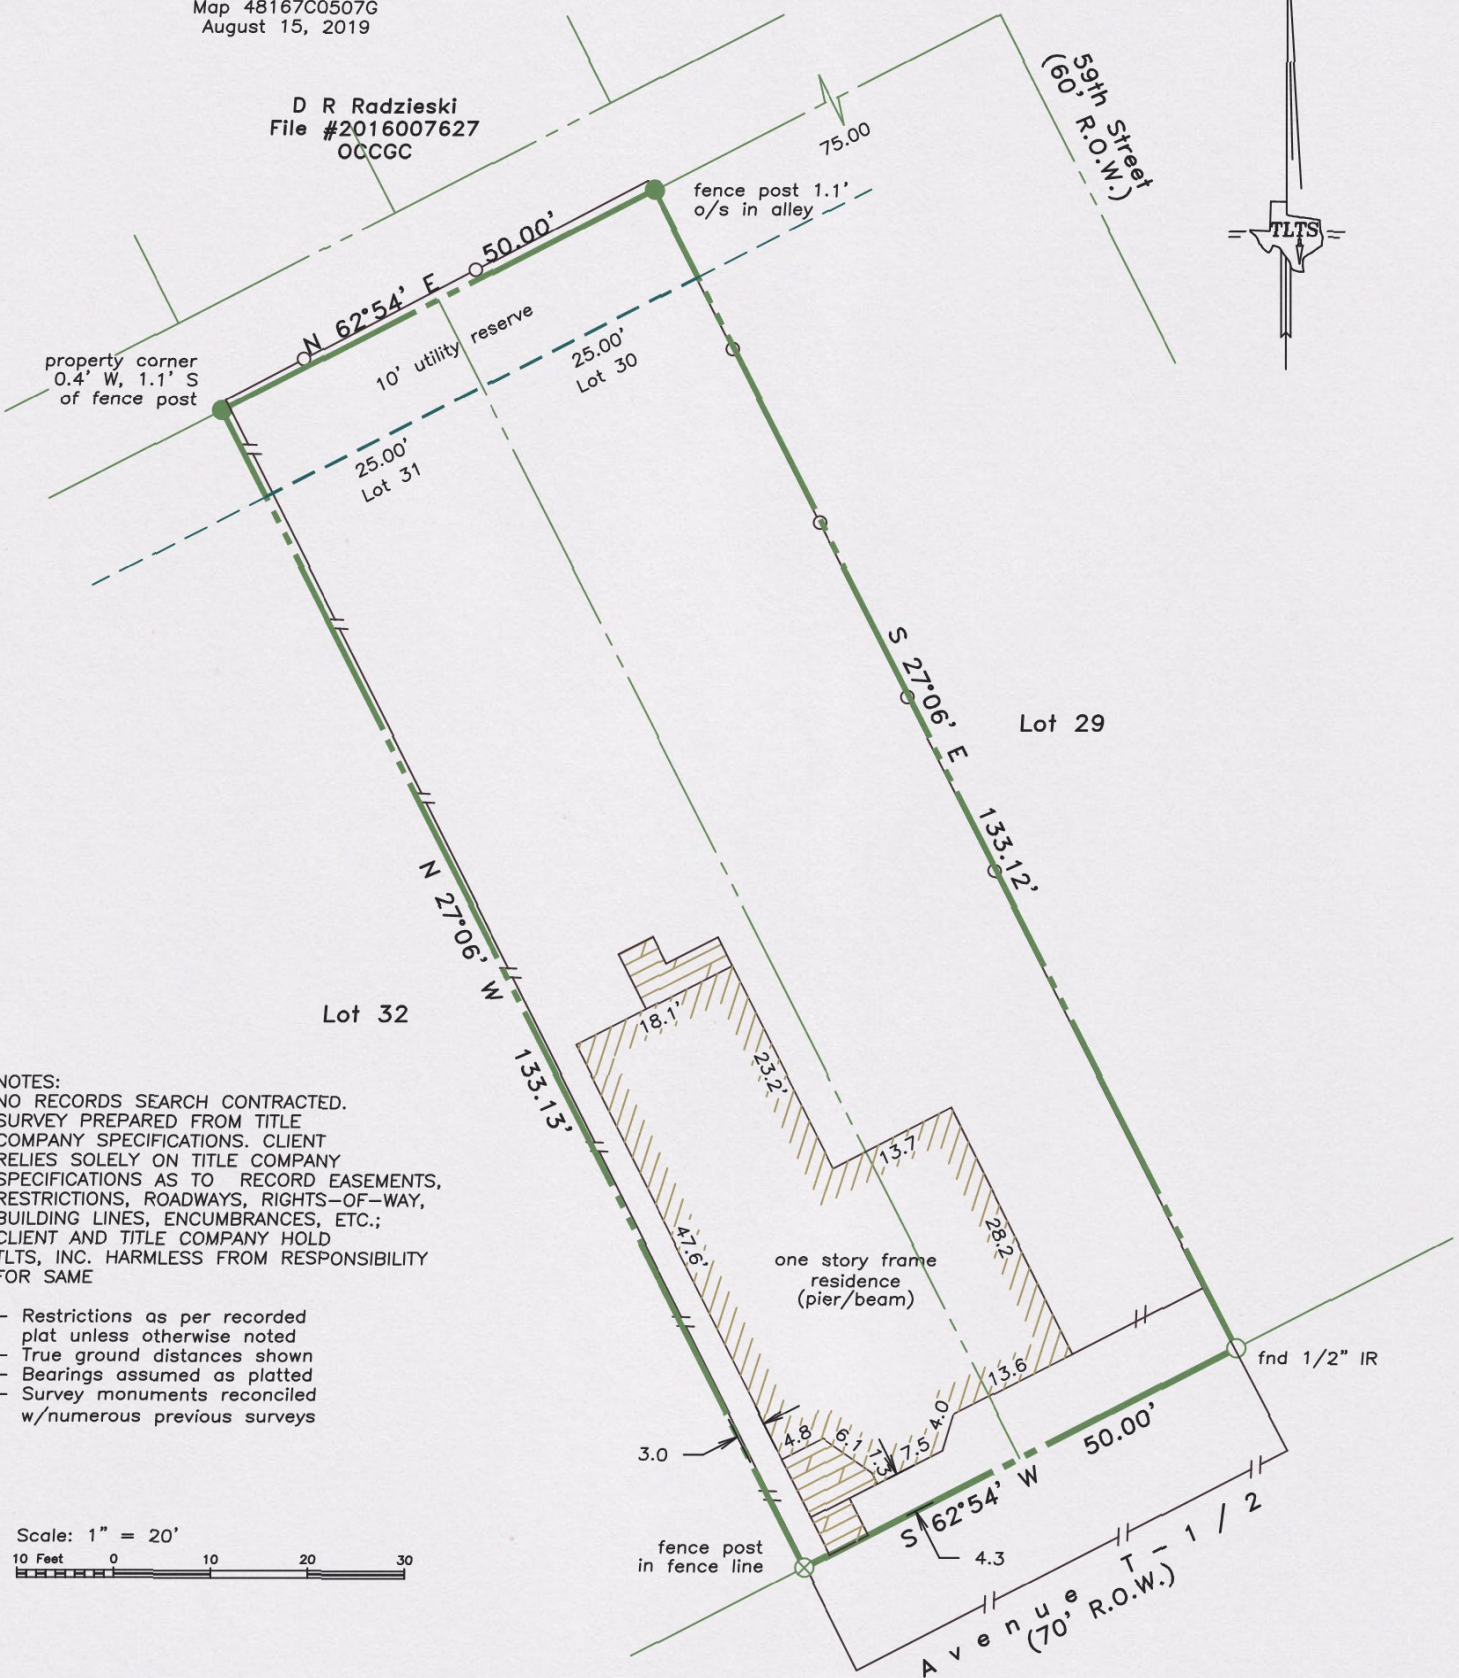 Map 48167C0507G
August 15, 2019
D R Radzieski
File #2016007627
OCCGC
59th Street
(60' R.O.W.)
75.00
TLTS
fence post 1.1'
o/s in alley
N 62°54' E 50.00'
10' utility reserve
25.00'
Lot 30
property corner
0.4' W, 1.1' S
of fence post
25.00'
Lot 31
S 27°06' E 133.12'
Lot 29
N 27°06' W 133.13'
Lot 32
18.1'
23.2'
13.7
28.2
47.6'
one story frame
residence
(pier/beam)
13.6
4.0
7.5
1.3
6.1
4.8
3.0
NOTES:
NO RECORDS SEARCH CONTRACTED.
SURVEY PREPARED FROM TITLE
COMPANY SPECIFICATIONS. CLIENT
RELIES SOLELY ON TITLE COMPANY
SPECIFICATIONS AS TO RECORD EASEMENTS,
RESTRICTIONS, ROADWAYS, RIGHTS-OF-WAY,
BUILDING LINES, ENCUMBRANCES, ETC.;
CLIENT AND TITLE COMPANY HOLD
TLTS, INC. HARMLESS FROM RESPONSIBILITY
FOR SAME
- Restrictions as per recorded
plat unless otherwise noted
- True ground distances shown
- Bearings assumed as platted
- Survey monuments reconciled
w/numerous previous surveys
fnd 1/2" IR
S 62°54' W 50.00'
4.3
fence post
in fence line
Avenue T-1/2
(70' R.O.W.)
Scale: 1" = 20'
10 Feet 0 10 20 30